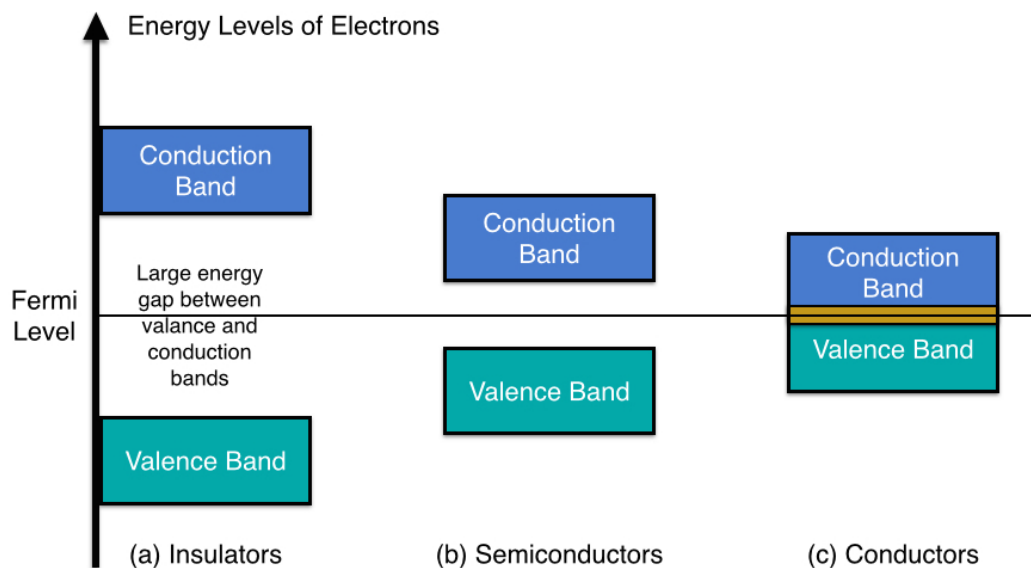 Energy Levels of Electrons
Conduction
Band
Large energy
gap between
valance and
conduction
bands
Valence Band
(a) Insulators
Fermi
Level
Conduction
Band
Valence Band
(b) Semiconductors
Conduction
Band
Valence Band
(c) Conductors